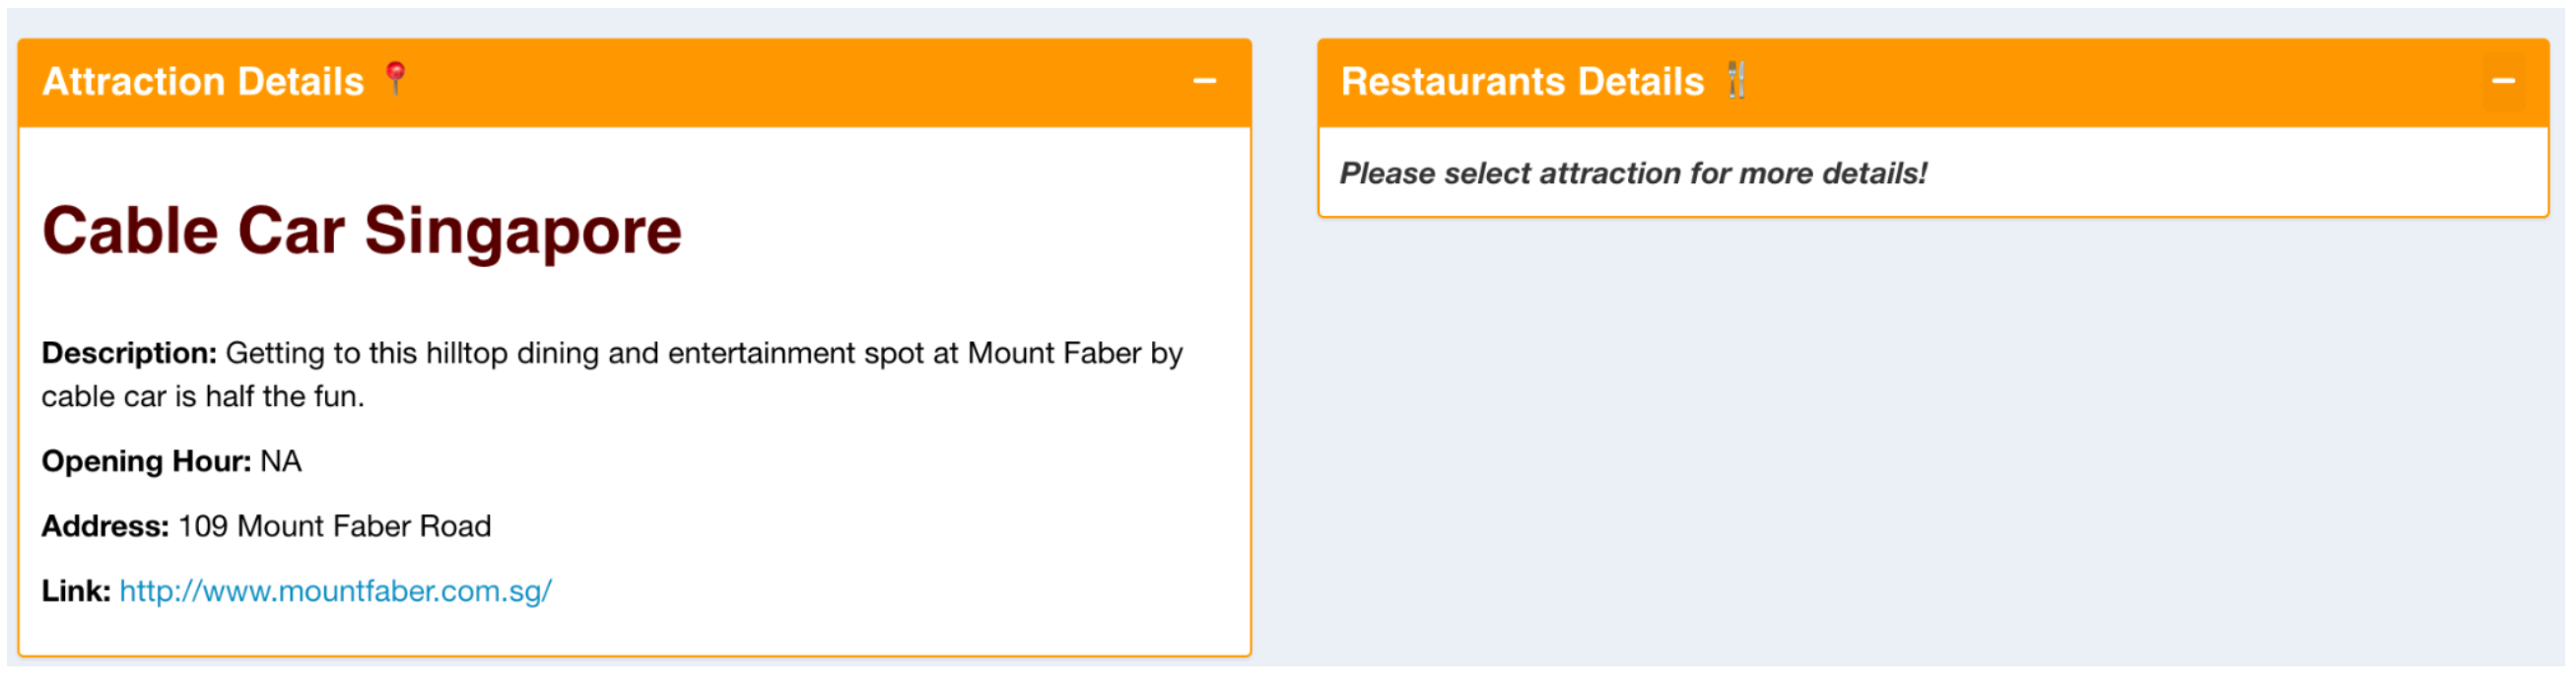 Attraction Details
Cable Car Singapore
Description: Getting to this hilltop dining and entertainment spot at Mount Faber by
cable car is half the fun.
Opening Hour: NA
Address: 109 Mount Faber Road
Link: http://www.mountfaber.com.sg/
Restaurants Details
Please select attraction for more details!